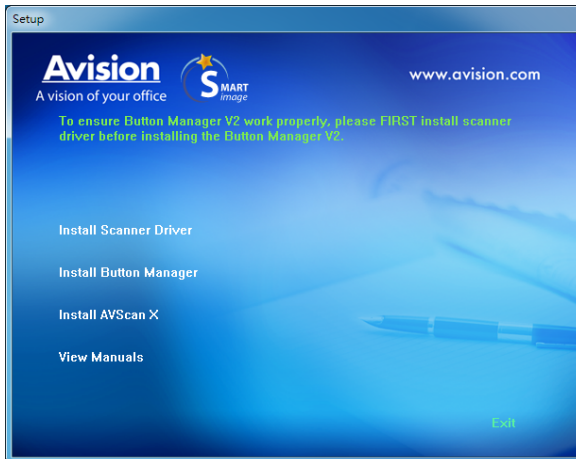 Setup
Avision
A vision of your office
SMART
image
www.avision.com
To ensure Button Manager V2 work properly, please FIRST install scanner
driver before installing the Button Manager V2.
Install Scanner Driver
Install Button Manager
Install AVScan X
View Manuals
Exit